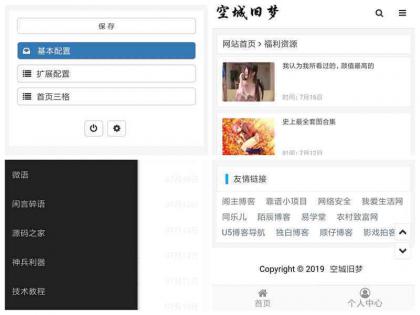 保存
基本配置
扩展配置
首页三格
空城旧梦
网站首页 > 福利资源
我认为我所看过的,颜值最高的
时间:7月16日
史上最全套图合集
时间:7月12日
微语
闲言碎语
源码之家
神兵利器
技术教程
友情链接
阁主博客 靠谱小项目 网络安全 我爱生活网
同乐儿 陌辰博客 易学堂 农村致富网
U5博客导航 独白博客 顺仔博客 影戏拍客
Copyright © 2019 空城旧梦
首页 个人中心